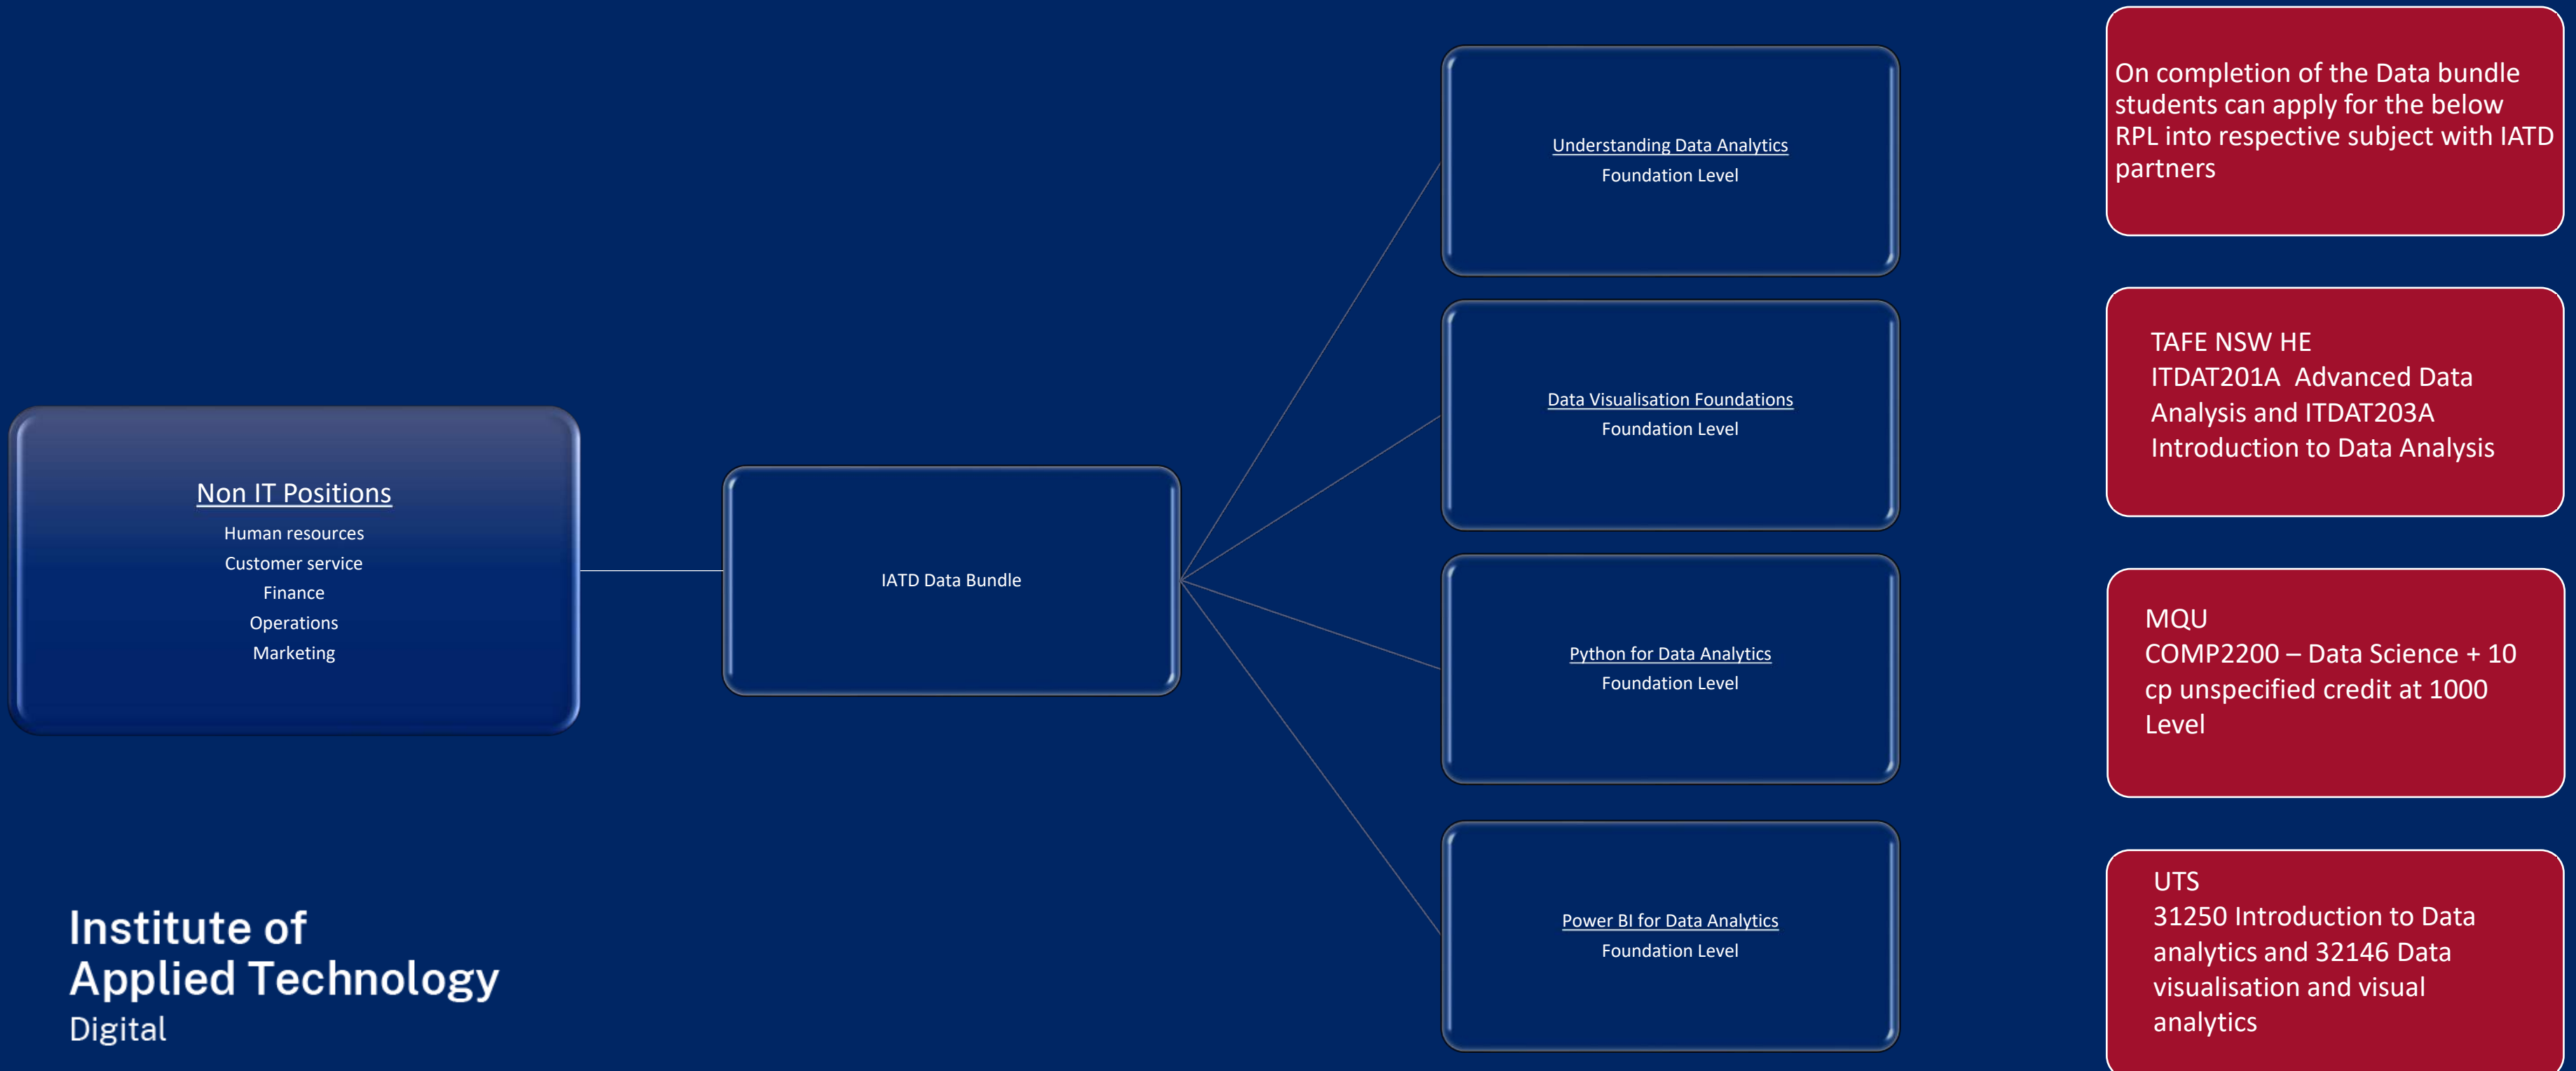 Non IT Positions
Human resources
Customer service
Finance
Operations
Marketing
IATD Data Bundle
Understanding Data Analytics
Foundation Level
Data Visualisation Foundations
Foundation Level
Python for Data Analytics
Foundation Level
Power BI for Data Analytics
Foundation Level
On completion of the Data bundle
students can apply for the below
RPL into respective subject with IATD
partners
TAFE NSW HE
ITDAT201A  Advanced Data
Analysis and ITDAT203A
Introduction to Data Analysis
MQU
COMP2200 – Data Science + 10
cp unspecified credit at 1000
Level
UTS
31250 Introduction to Data
analytics and 32146 Data
visualisation and visual
analytics
Institute of
Applied Technology
Digital